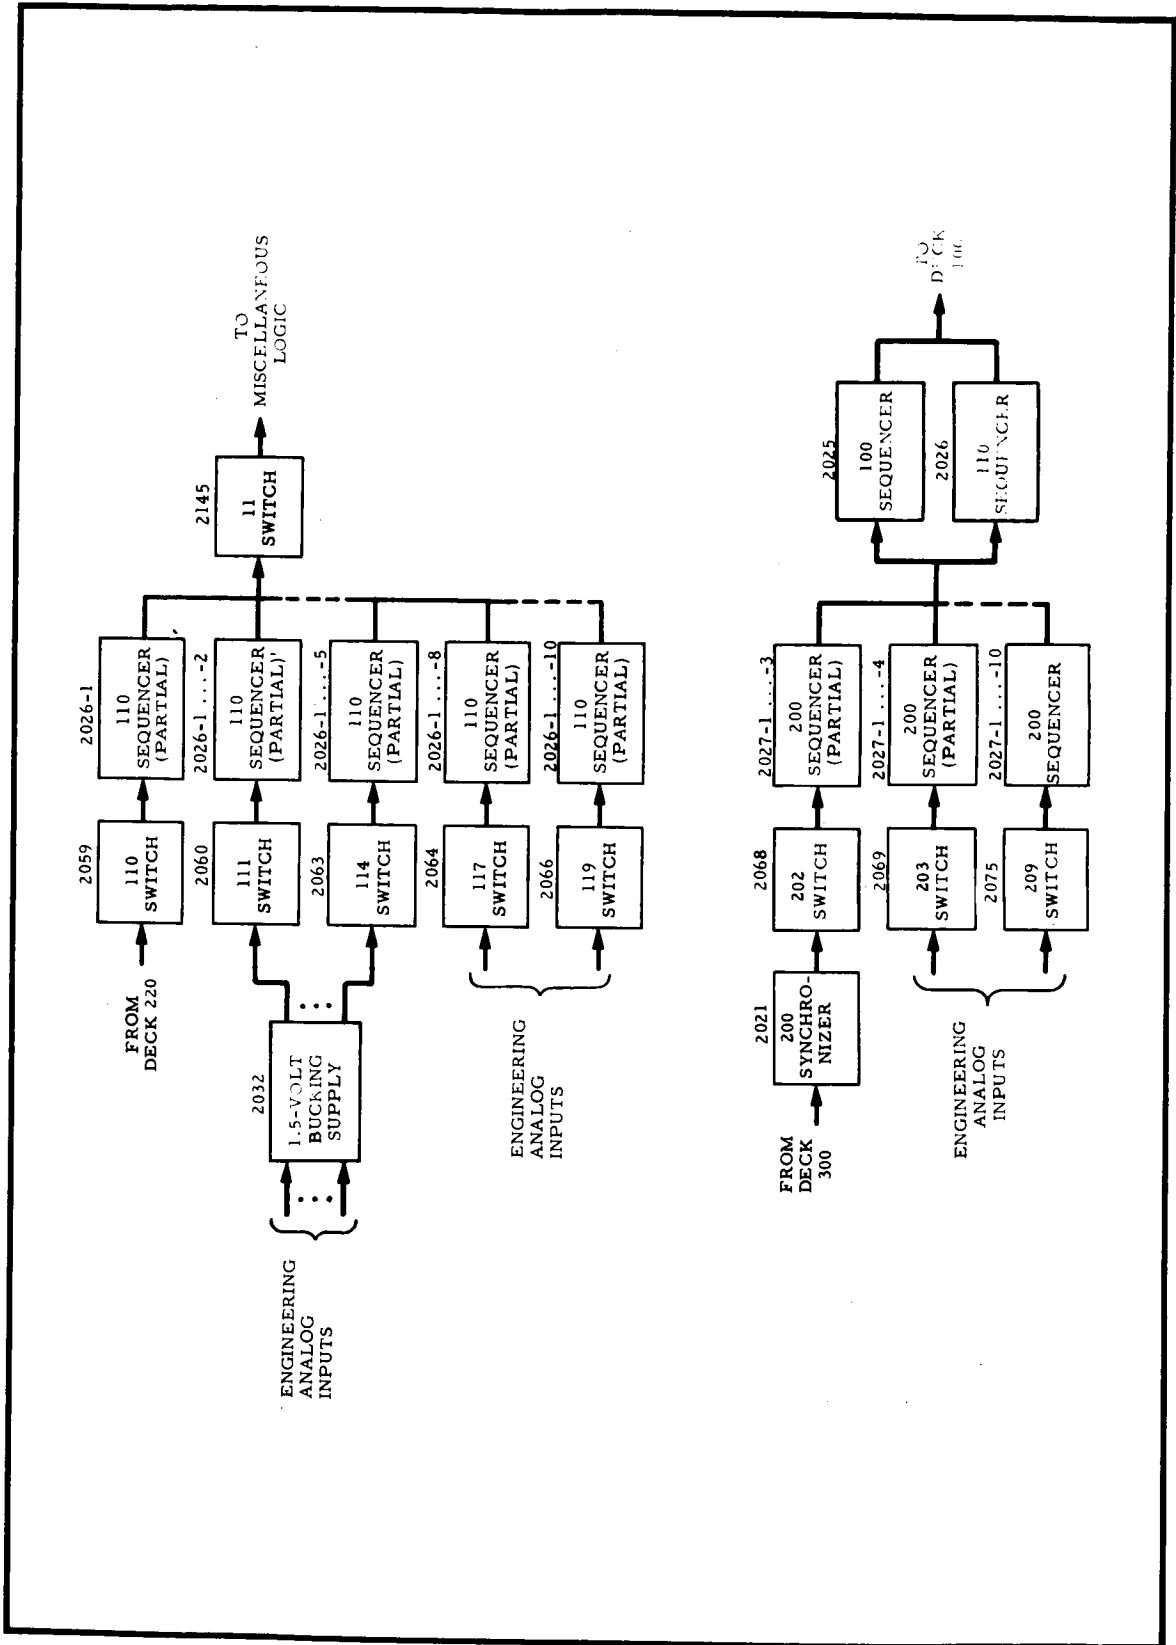 2059
110
SWITCH
2026-1
110
SEQUENCER
(PARTIAL)
FROM
DECK 220
2060
111
SWITCH
2026-1 ...-2
110
SEQUENCER
(PARTIAL)'
2145
11
SWITCH
TO
MISCELLANEOUS
LOGIC
2032
1.5-VOLT
BUCKING
SUPPLY
...
...
ENGINEERING
ANALOG
INPUTS
2063
114
SWITCH
2026-1 ...-5
110
SEQUENCER
(PARTIAL)
2064
117
SWITCH
2026-1 ...-8
110
SEQUENCER
(PARTIAL)
ENGINEERING
ANALOG
INPUTS
2066
119
SWITCH
2026-1 ...-10
110
SEQUENCER
(PARTIAL)
FROM
DECK
300
2021
200
SYNCHRO-
NIZER
2068
202
SWITCH
2027-1 ...-3
200
SEQUENCER
(PARTIAL)
2025
100
SEQUENCER
2069
203
SWITCH
2027-1 ...-4
200
SEQUENCER
(PARTIAL)
2026
110
SEQUENCER
TO
DECK
ENGINEERING
ANALOG
INPUTS
2075
209
SWITCH
2027-1 ...-10
200
SEQUENCER